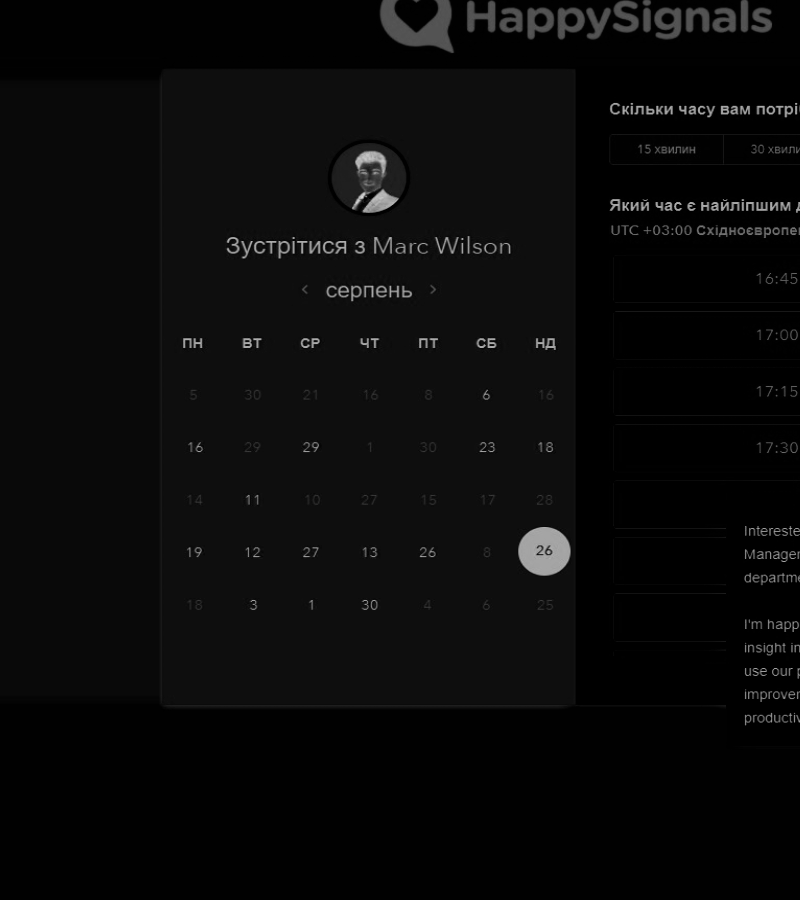 HappySignals
Зустрітися з Marc Wilson
серпень
ПН ВТ СР ЧТ ПТ СБ НД
5 30 21 16 8 6 16
16 29 29 1 30 23 18
14 11 10 27 15 17 28
19 12 27 13 26 8 26
18 3 1 30 4 6 25
Скільки часу вам потрі
15 хвилин 30 хвили
Який час є найліпшим
UTC +03:00 Східноєвропе
16:45
17:00
17:15
17:30
Intereste
Manager
departme
I'm happ
insight in
use our
improver
productiv